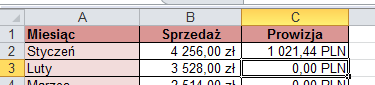 A B C
1 Miesiąc Sprzedaż Prowizja
2 Styczeń 4 256,00 zł 1 021,44 PLN
3 Luty 3 528,00 zł 0,00 PLN